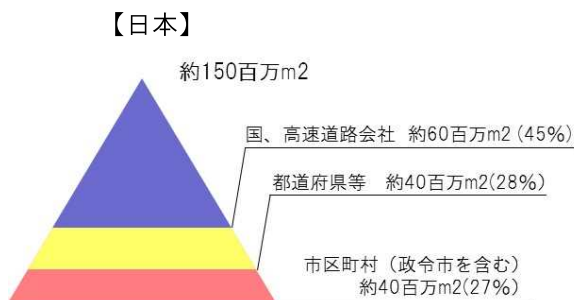 【日本】
約150百万m2
国、高速道路会社 約60百万m2 (45%)
都道府県等 約40百万m2(28%)
市区町村（政令市を含む）
約40百万m2(27%)